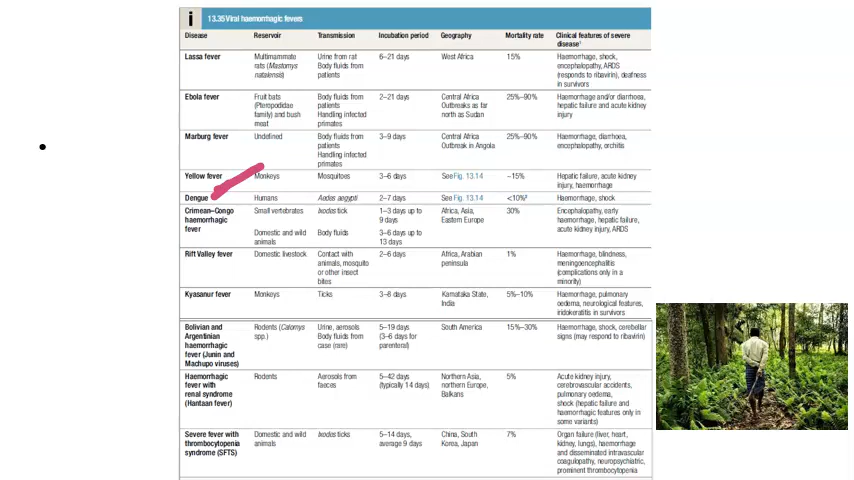 i 13.35 Viral haemorrhagic fevers
Disease Reservoir Transmission Incubation period Geography Mortality rate Clinical features of severe
disease¹
Lassa fever Multimammate Urine from rat 6–21 days West Africa 15% Haemorrhage, shock,
rats (Mastomys Body fluids from encephalopathy, ARDS
natalensis) patients (responds to ribavirin), deafness
in survivors
Ebola fever Fruit bats Body fluids from 2–21 days Central Africa 25%–90% Haemorrhage and/or diarrhoea,
(Pteropodidae patients Outbreaks as far hepatic failure and acute kidney
family) and bush Handling infected north as Sudan injury
meat primates
Marburg fever Undefined Body fluids from 3–9 days Central Africa 25%–90% Haemorrhage, diarrhoea,
patients Outbreak in Angola encephalopathy, orchitis
Handling infected
primates
Yellow fever Monkeys Mosquitoes 3–6 days See Fig. 13.14 ~15% Hepatic failure, acute kidney
injury, haemorrhage
Dengue Humans Aedes aegypti 2–7 days See Fig. 13.14 <10%² Haemorrhage, shock
Crimean–Congo Small vertebrates Ixodes tick 1–3 days up to Africa, Asia, 30% Encephalopathy, early
haemorrhagic 9 days Eastern Europe haemorrhage, hepatic failure,
fever Domestic and wild Body fluids 3–6 days up to acute kidney injury, ARDS
animals 13 days
Rift Valley fever Domestic livestock Contact with 2–6 days Africa, Arabian 1% Haemorrhage, blindness,
animals, mosquito peninsula meningoencephalitis
or other insect (complications only in a
bites minority)
Kyasanur fever Monkeys Ticks 3–8 days Karnataka State, 5%–10% Haemorrhage, pulmonary
India oedema, neurological features,
iridokeratitis in survivors
Bolivian and Rodents (Calomys Urine, aerosols 5–19 days South America 15%–30% Haemorrhage, shock, cerebellar
Argentinian spp.) Body fluids from (3–6 days for signs (may respond to ribavirin)
haemorrhagic case (rare) parenteral)
fever (Junin and
Machupo viruses)
Haemorrhagic Rodents Aerosols from 5–42 days Northern Asia, 5% Acute kidney injury,
fever with faeces (typically 14 days) northern Europe, cerebrovascular accidents,
renal syndrome Balkans pulmonary oedema,
(Hantaan fever) shock (hepatic failure and
haemorrhagic features only in
some variants)
Severe fever with Domestic and wild Ixodes ticks 5–14 days, China, South 7% Organ failure (liver, heart,
thrombocytopenia animals average 9 days Korea, Japan kidney, lungs), haemorrhage
syndrome (SFTS) and disseminated intravascular
coagulopathy, neuropsychiatric,
prominent thrombocytopenia